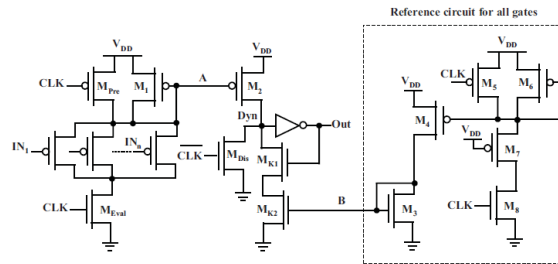 Reference circuit for all gates
VDD
VDD
VDD
CLK
MPre
M1
A
M2
VDD
CLK
M5
M6
M4
Dyn
Out
VDD
M7
IN1
INn
CLK
MDis
MK1
CLK
MEval
MK2
B
M3
CLK
M8